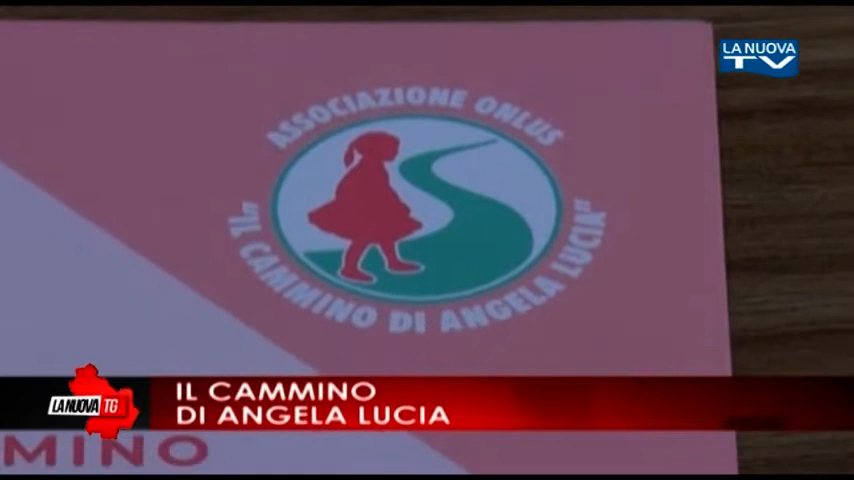 LA NUOVA
TV
ASSOCIAZIONE ONLUS
"IL CAMMINO DI ANGELA LUCIA"
LA NUOVA TG
IL CAMMINO
DI ANGELA LUCIA
MINO